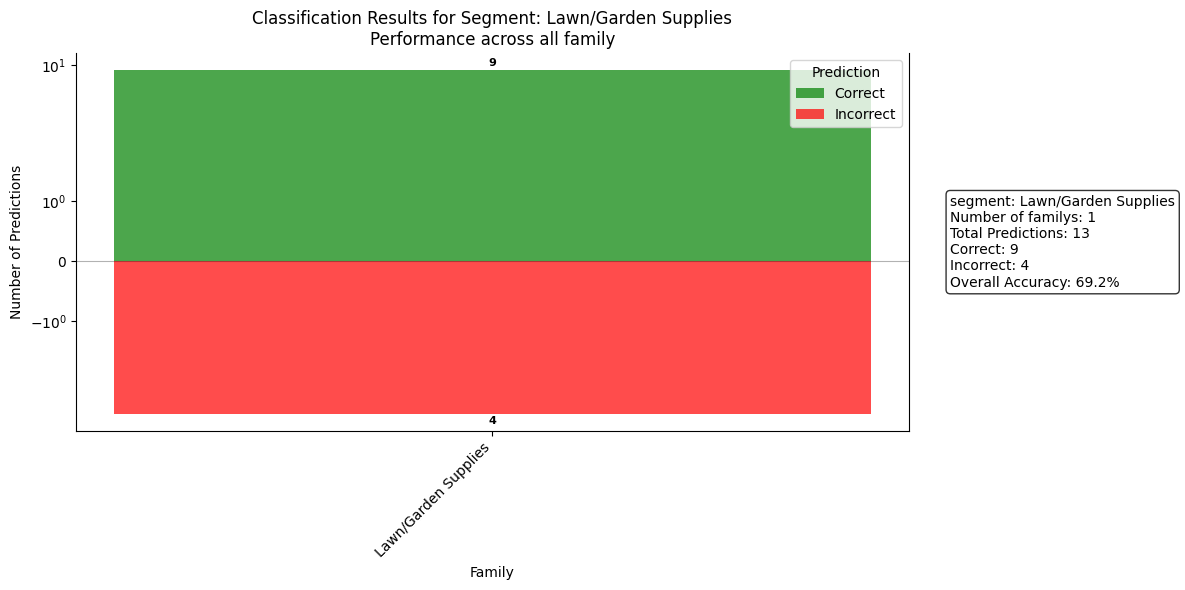 Classification Results for Segment: Lawn/Garden Supplies
Performance across all family
Number of Predictions
10¹
10⁰
0
−10⁰
9
4
Prediction
Correct
Incorrect
segment: Lawn/Garden Supplies
Number of familys: 1
Total Predictions: 13
Correct: 9
Incorrect: 4
Overall Accuracy: 69.2%
Lawn/Garden Supplies
Family